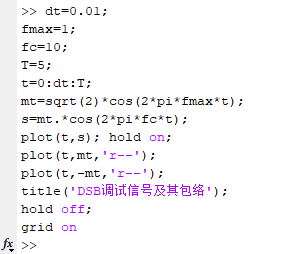 >> dt=0.01;
fmax=1;
fc=10;
T=5;
t=0:dt:T;
mt=sqrt(2)*cos(2*pi*fmax*t);
s=mt.*cos(2*pi*fc*t);
plot(t,s); hold on;
plot(t,mt,'r--');
plot(t,-mt,'r--');
title('DSB调试信号及其包络');
hold off;
grid on
fx >>